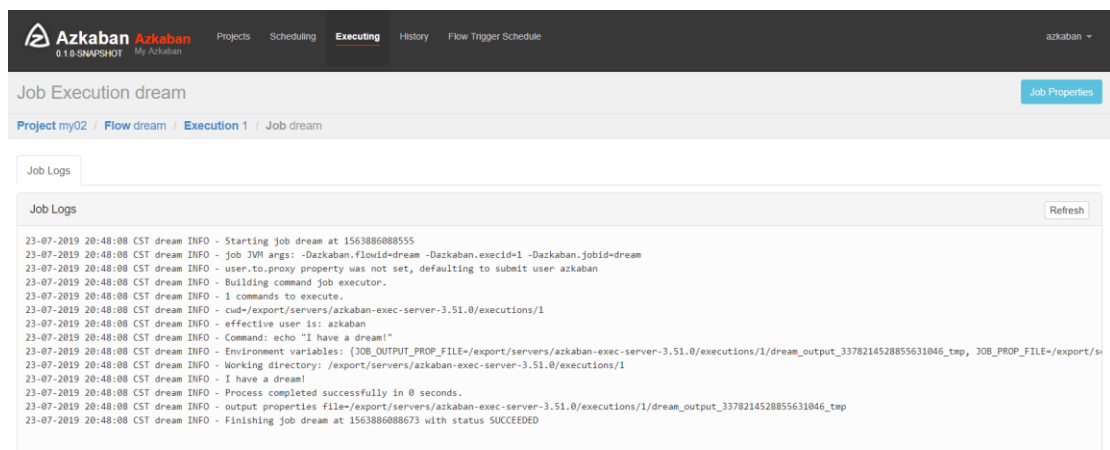 Azkaban Azkaban Projects Scheduling Executing History Flow Trigger Schedule azkaban
0.1.0-SNAPSHOT My Azkaban
Job Execution dream Job Properties
Project my02 / Flow dream / Execution 1 / Job dream
Job Logs
Job Logs Refresh
23-07-2019 20:48:08 CST dream INFO - Starting job dream at 1563886088555
23-07-2019 20:48:08 CST dream INFO - job JVM args: -Dazkaban.flowid=dream -Dazkaban.execid=1 -Dazkaban.jobid=dream
23-07-2019 20:48:08 CST dream INFO - user.to.proxy property was not set, defaulting to submit user azkaban
23-07-2019 20:48:08 CST dream INFO - Building command job executor.
23-07-2019 20:48:08 CST dream INFO - 1 commands to execute.
23-07-2019 20:48:08 CST dream INFO - cwd=/export/servers/azkaban-exec-server-3.51.0/executions/1
23-07-2019 20:48:08 CST dream INFO - effective user is: azkaban
23-07-2019 20:48:08 CST dream INFO - Command: echo "I have a dream!"
23-07-2019 20:48:08 CST dream INFO - Environment variables: {JOB_OUTPUT_PROP_FILE=/export/servers/azkaban-exec-server-3.51.0/executions/1/dream_output_3378214528855631046_tmp, JOB_PROP_FILE=/export/s
23-07-2019 20:48:08 CST dream INFO - Working directory: /export/servers/azkaban-exec-server-3.51.0/executions/1
23-07-2019 20:48:08 CST dream INFO - I have a dream!
23-07-2019 20:48:08 CST dream INFO - Process completed successfully in 0 seconds.
23-07-2019 20:48:08 CST dream INFO - output properties file=/export/servers/azkaban-exec-server-3.51.0/executions/1/dream_output_3378214528855631046_tmp
23-07-2019 20:48:08 CST dream INFO - Finishing job dream at 1563886088673 with status SUCCEEDED